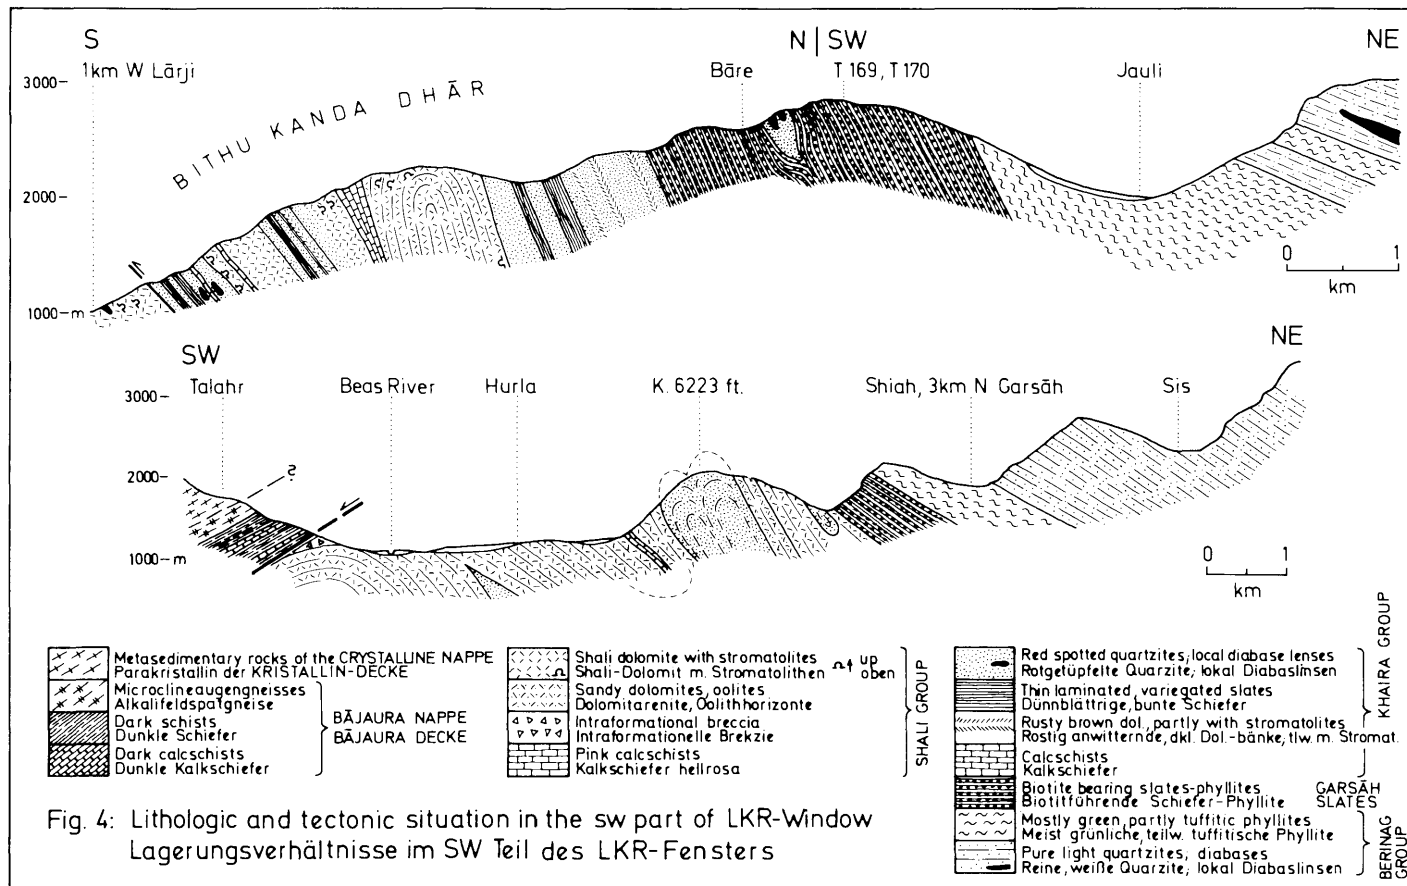 S
N | SW
NE
1km W Lārji
Bāre
T 169, T 170
Jauli
BITHU KANDA DHĀR
3000
2000
1000 m
0 1
km
SW
NE
Talahr
Beas River
Hurla
K. 6223 ft.
Shiah, 3km N Garsāh
Sis
3000
2000
1000 m
?
0 1
km
Metasedimentary rocks of the CRYSTALLINE NAPPE
Parakristallin der KRISTALLIN-DECKE
Microclineaugengneisses
Alkalifeldspatgneise
Dark schists
Dunkle Schiefer
Dark calcschists
Dunkle Kalkschiefer
BĀJAURA NAPPE
BĀJAURA DECKE
Shali dolomite with stromatolites
Shali-Dolomit m. Stromatolithen
up
oben
Sandy dolomites, oolites
Dolomitarenite, Oolithhorizonte
Intraformational breccia
Intraformationelle Brekzie
Pink calcschists
Kalkschiefer hellrosa
SHALI GROUP
Red spotted quartzites; local diabase lenses
Rotgetüpfelte Quarzite; lokal Diabaslinsen
Thin laminated, variegated slates
Dünnblättrige, bunte Schiefer
Rusty brown dol., partly with stromatolites
Rostig anwitternde, dkl. Dol.-bänke, tlw. m. Stromat.
Calcschists
Kalkschiefer
KHAIRA GROUP
Biotite bearing slates-phyllites
Biotitführende Schiefer-Phyllite
GARSĀH
SLATES
Mostly green, partly tuffitic phyllites
Meist grünliche, teilw. tuffitische Phyllite
Pure light quartzites; diabases
Reine, weiße Quarzite; lokal Diabaslinsen
BERINAG
GROUP
Fig. 4: Lithologic and tectonic situation in the sw part of LKR-Window
Lagerungsverhältnisse im SW Teil des LKR-Fensters